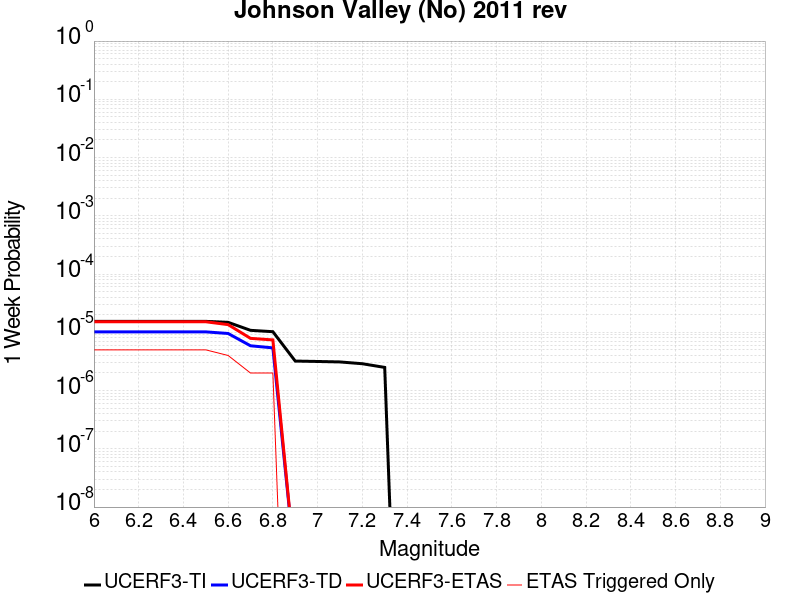 Johnson Valley (No) 2011 rev
10^0
10^-1
10^-2
10^-3
10^-4
10^-5
10^-6
10^-7
10^-8
1 Week Probability
6 6.2 6.4 6.6 6.8 7 7.2 7.4 7.6 7.8 8 8.2 8.4 8.6 8.8 9
Magnitude
UCERF3-TI UCERF3-TD UCERF3-ETAS ETAS Triggered Only